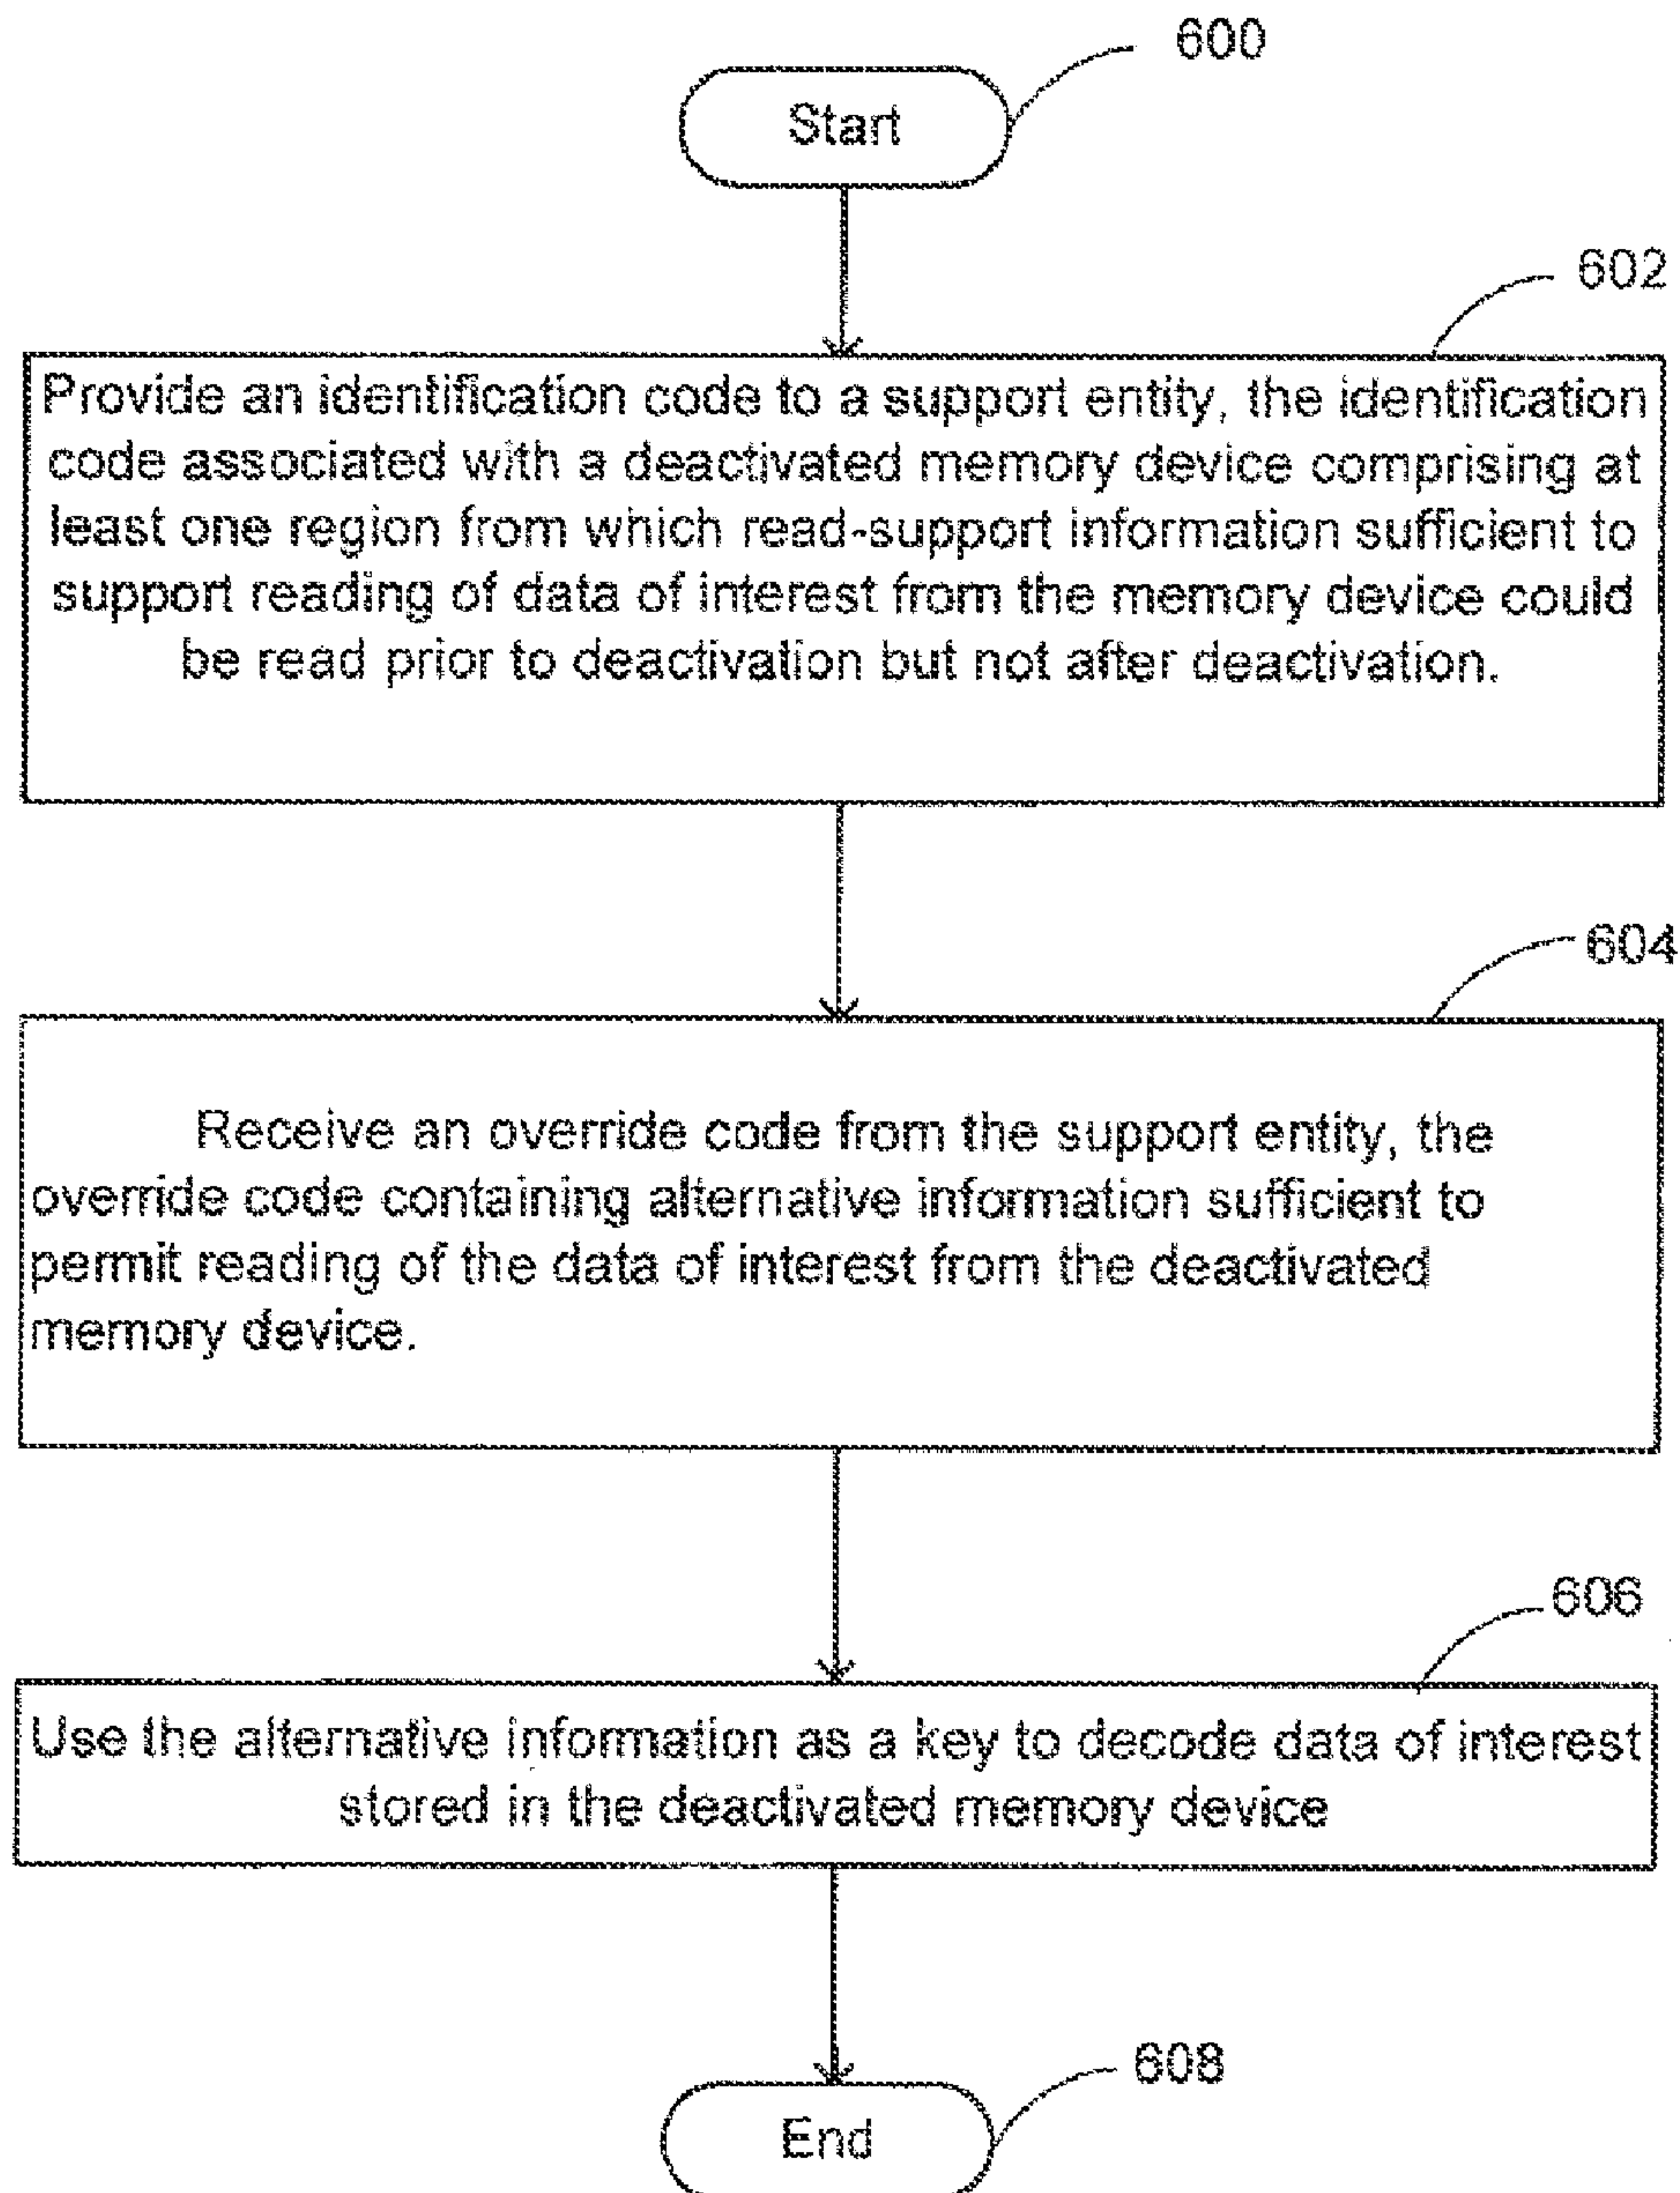 600
Start
602
Provide an identification code to a support entity, the identification
code associated with a deactivated memory device comprising at
least one region from which read-support information sufficient to
support reading of data of interest from the memory device could
be read prior to deactivation but not after deactivation.
604
Receive an override code from the support entity, the
override code containing alternative information sufficient to
permit reading of the data of interest from the deactivated
memory device.
606
Use the alternative information as a key to decode data of interest
stored in the deactivated memory device
608
End